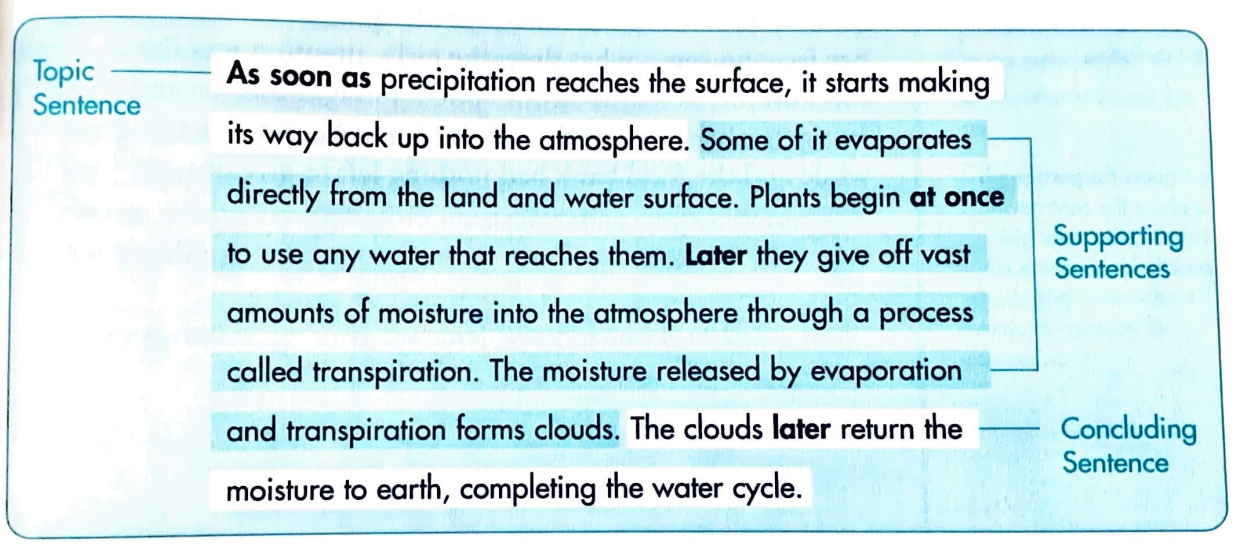 Topic
Sentence
As soon as precipitation reaches the surface, it starts making
its way back up into the atmosphere. Some of it evaporates
directly from the land and water surface. Plants begin at once
to use any water that reaches them. Later they give off vast
amounts of moisture into the atmosphere through a process
called transpiration. The moisture released by evaporation
and transpiration forms clouds. The clouds later return the
moisture to earth, completing the water cycle.
Supporting
Sentences
Concluding
Sentence